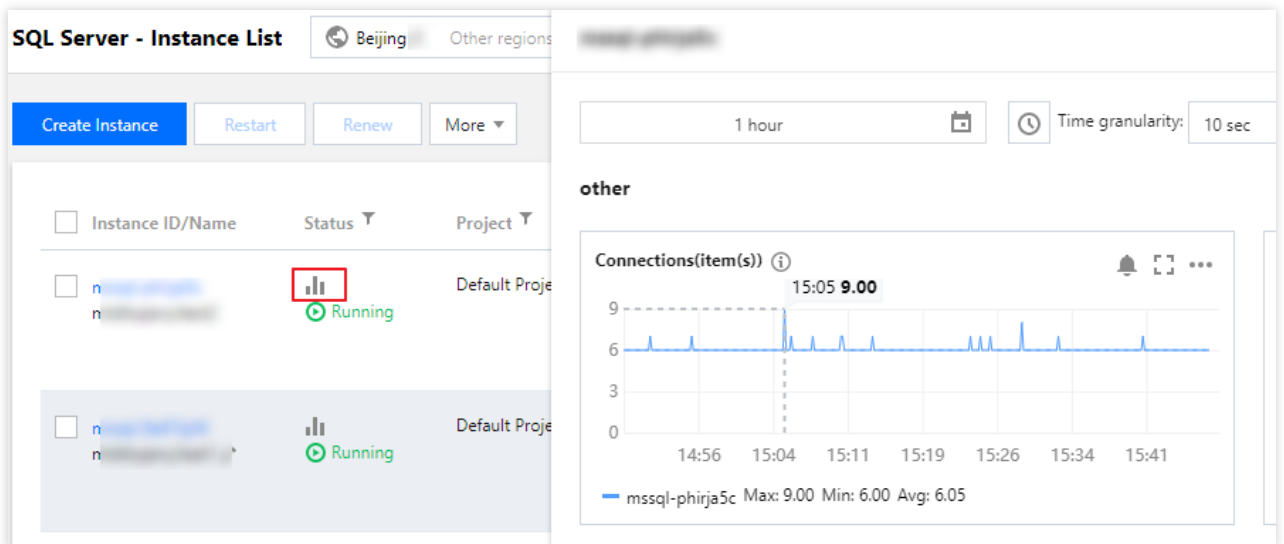 SQL Server - Instance List
Beijing Other regions
Create Instance Restart Renew More
Instance ID/Name Status Project
Default Proje
Running
Default Proje
Running
1 hour Time granularity: 10 sec
other
Connections(item(s))
15:05 9.00
9
6
3
0
14:56 15:04 15:11 15:19 15:26 15:34 15:41
mssql-phirja5c Max: 9.00 Min: 6.00 Avg: 6.05